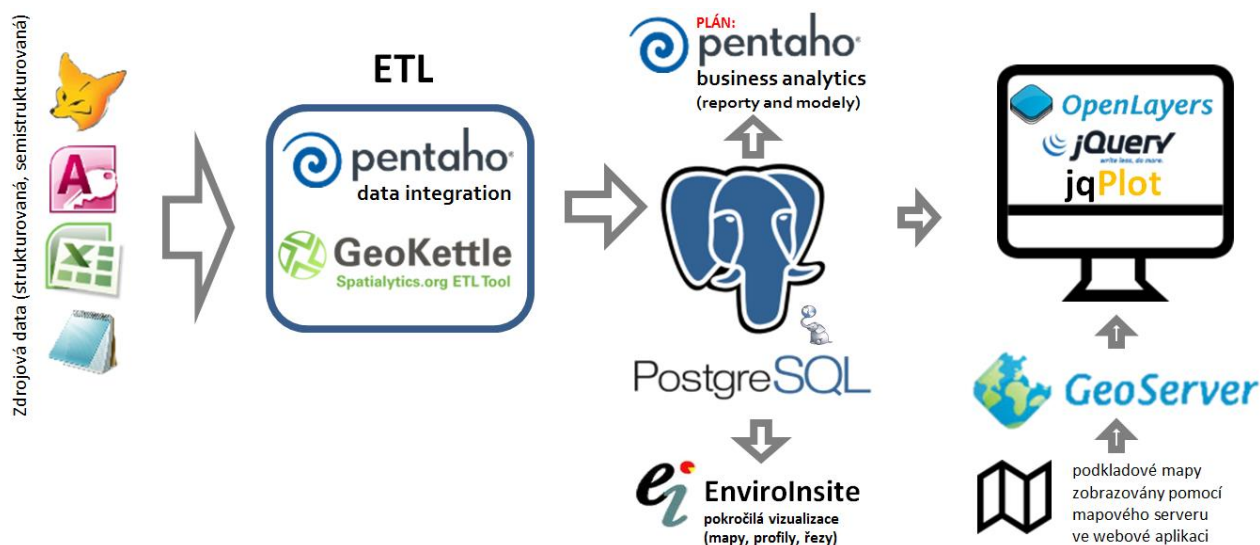 Zdrojová data (strukturovaná, semistrukturovaná)
A
X
ETL
pentaho
data integration
GeoKettle
Spatialytics.org ETL Tool
PLÁN:
pentaho
business analytics
(reporty and modely)
PostgreSQL
ei EnviroInsite
pokročilá vizualizace
(mapy, profily, řezy)
OpenLayers
jQuery
write less, do more.
jqPlot
GeoServer
podkladové mapy
zobrazovány pomocí
mapového serveru
ve webové aplikaci